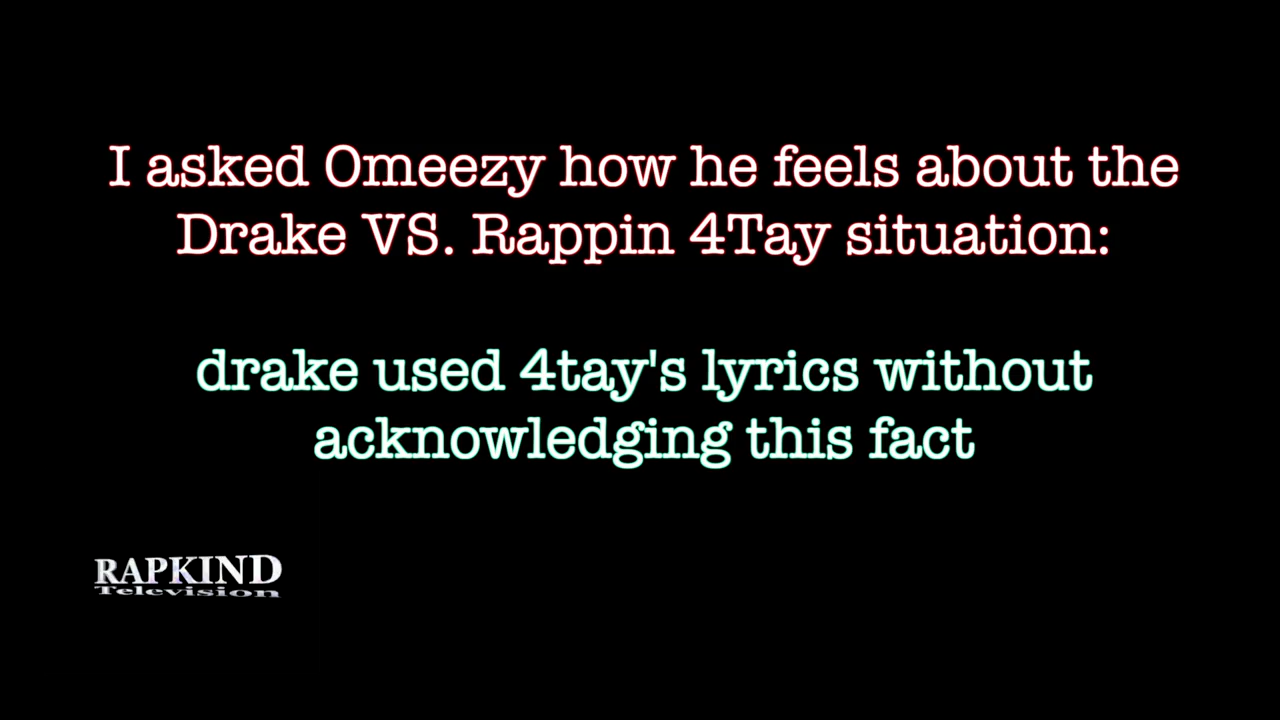 I asked Omeezy how he feels about the
Drake VS. Rappin 4Tay situation:
drake used 4tay's lyrics without
acknowledging this fact
RAPKIND
Television